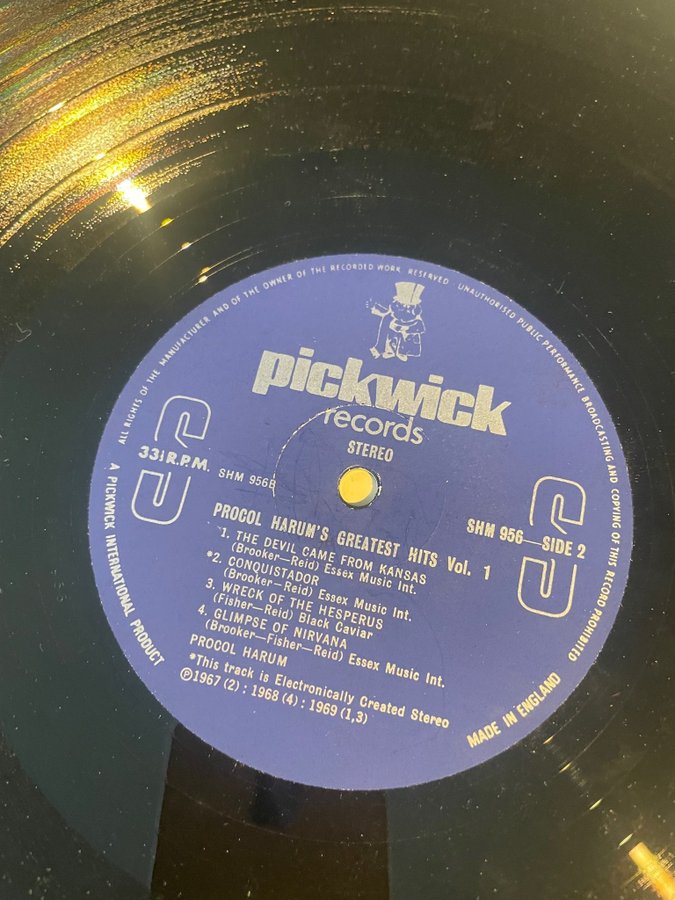 ALL RIGHTS OF THE MANUFACTURER AND OF THE OWNER OF THE RECORDED WORK RESERVED UNAUTHORISED PUBLIC PERFORMANCE BROADCASTING AND COPYING OF THIS RECORD PROHIBITED
pickwick
records
STEREO
33⅓ R.P.M.
SHM 956B
SHM 956—SIDE 2
PROCOL HARUM'S GREATEST HITS Vol. 1
1. THE DEVIL CAME FROM KANSAS
(Brooker—Reid) Essex Music Int.
*2. CONQUISTADOR
(Brooker—Reid) Essex Music Int.
3. WRECK OF THE HESPERUS
(Fisher—Reid) Black Caviar
4. GLIMPSE OF NIRVANA
(Brooker—Fisher—Reid) Essex Music Int.
PROCOL HARUM
*This track is Electronically Created Stereo
℗1967 (2) : 1968 (4) : 1969 (1,3)
A PICKWICK INTERNATIONAL PRODUCT
MADE IN ENGLAND